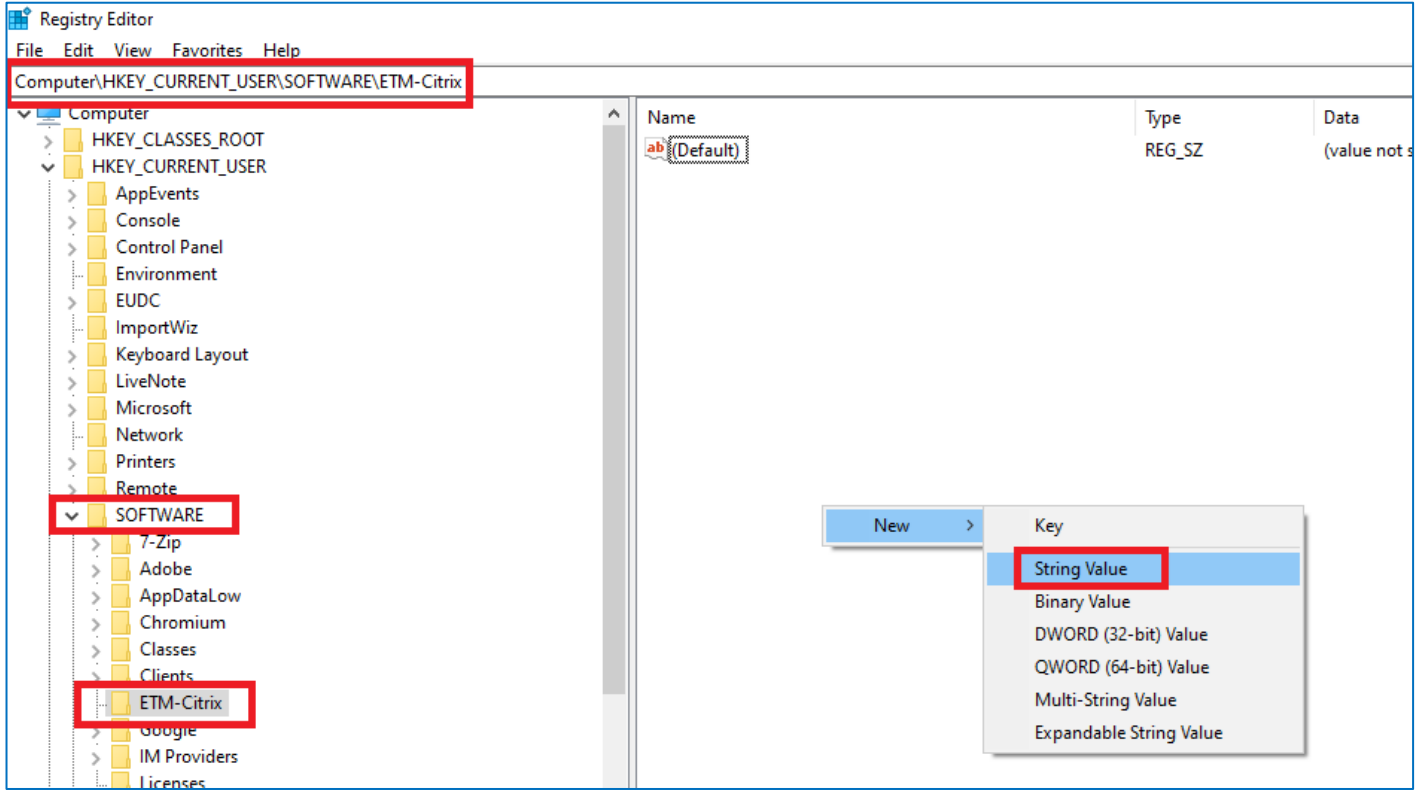 Registry Editor
File Edit View Favorites Help
Computer\HKEY_CURRENT_USER\SOFTWARE\ETM-Citrix
Computer
HKEY_CLASSES_ROOT
HKEY_CURRENT_USER
AppEvents
Console
Control Panel
Environment
EUDC
ImportWiz
Keyboard Layout
LiveNote
Microsoft
Network
Printers
Remote
SOFTWARE
7-Zip
Adobe
AppDataLow
Chromium
Classes
Clients
ETM-Citrix
Google
IM Providers
Licenses
Name Type Data
ab (Default) REG_SZ (value not s
New
Key
String Value
Binary Value
DWORD (32-bit) Value
QWORD (64-bit) Value
Multi-String Value
Expandable String Value